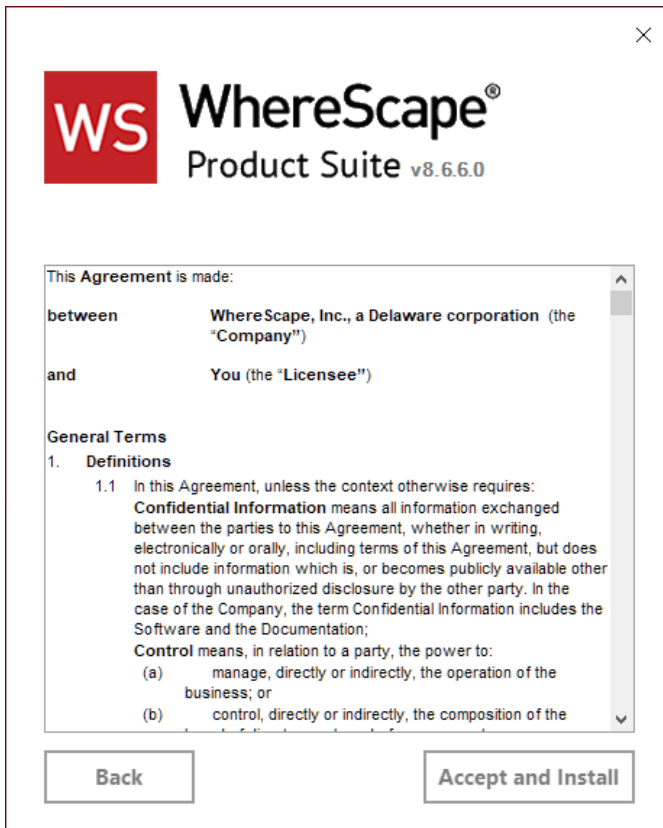 WS
WhereScape®
Product Suite v8.6.6.0
This Agreement is made:
between WhereScape, Inc., a Delaware corporation (the
“Company”)
and You (the “Licensee”)
General Terms
1. Definitions
1.1 In this Agreement, unless the context otherwise requires:
Confidential Information means all information exchanged
between the parties to this Agreement, whether in writing,
electronically or orally, including terms of this Agreement, but does
not include information which is, or becomes publicly available other
than through unauthorized disclosure by the other party. In the
case of the Company, the term Confidential Information includes the
Software and the Documentation;
Control means, in relation to a party, the power to:
(a) manage, directly or indirectly, the operation of the
business; or
(b) control, directly or indirectly, the composition of the
Back
Accept and Install